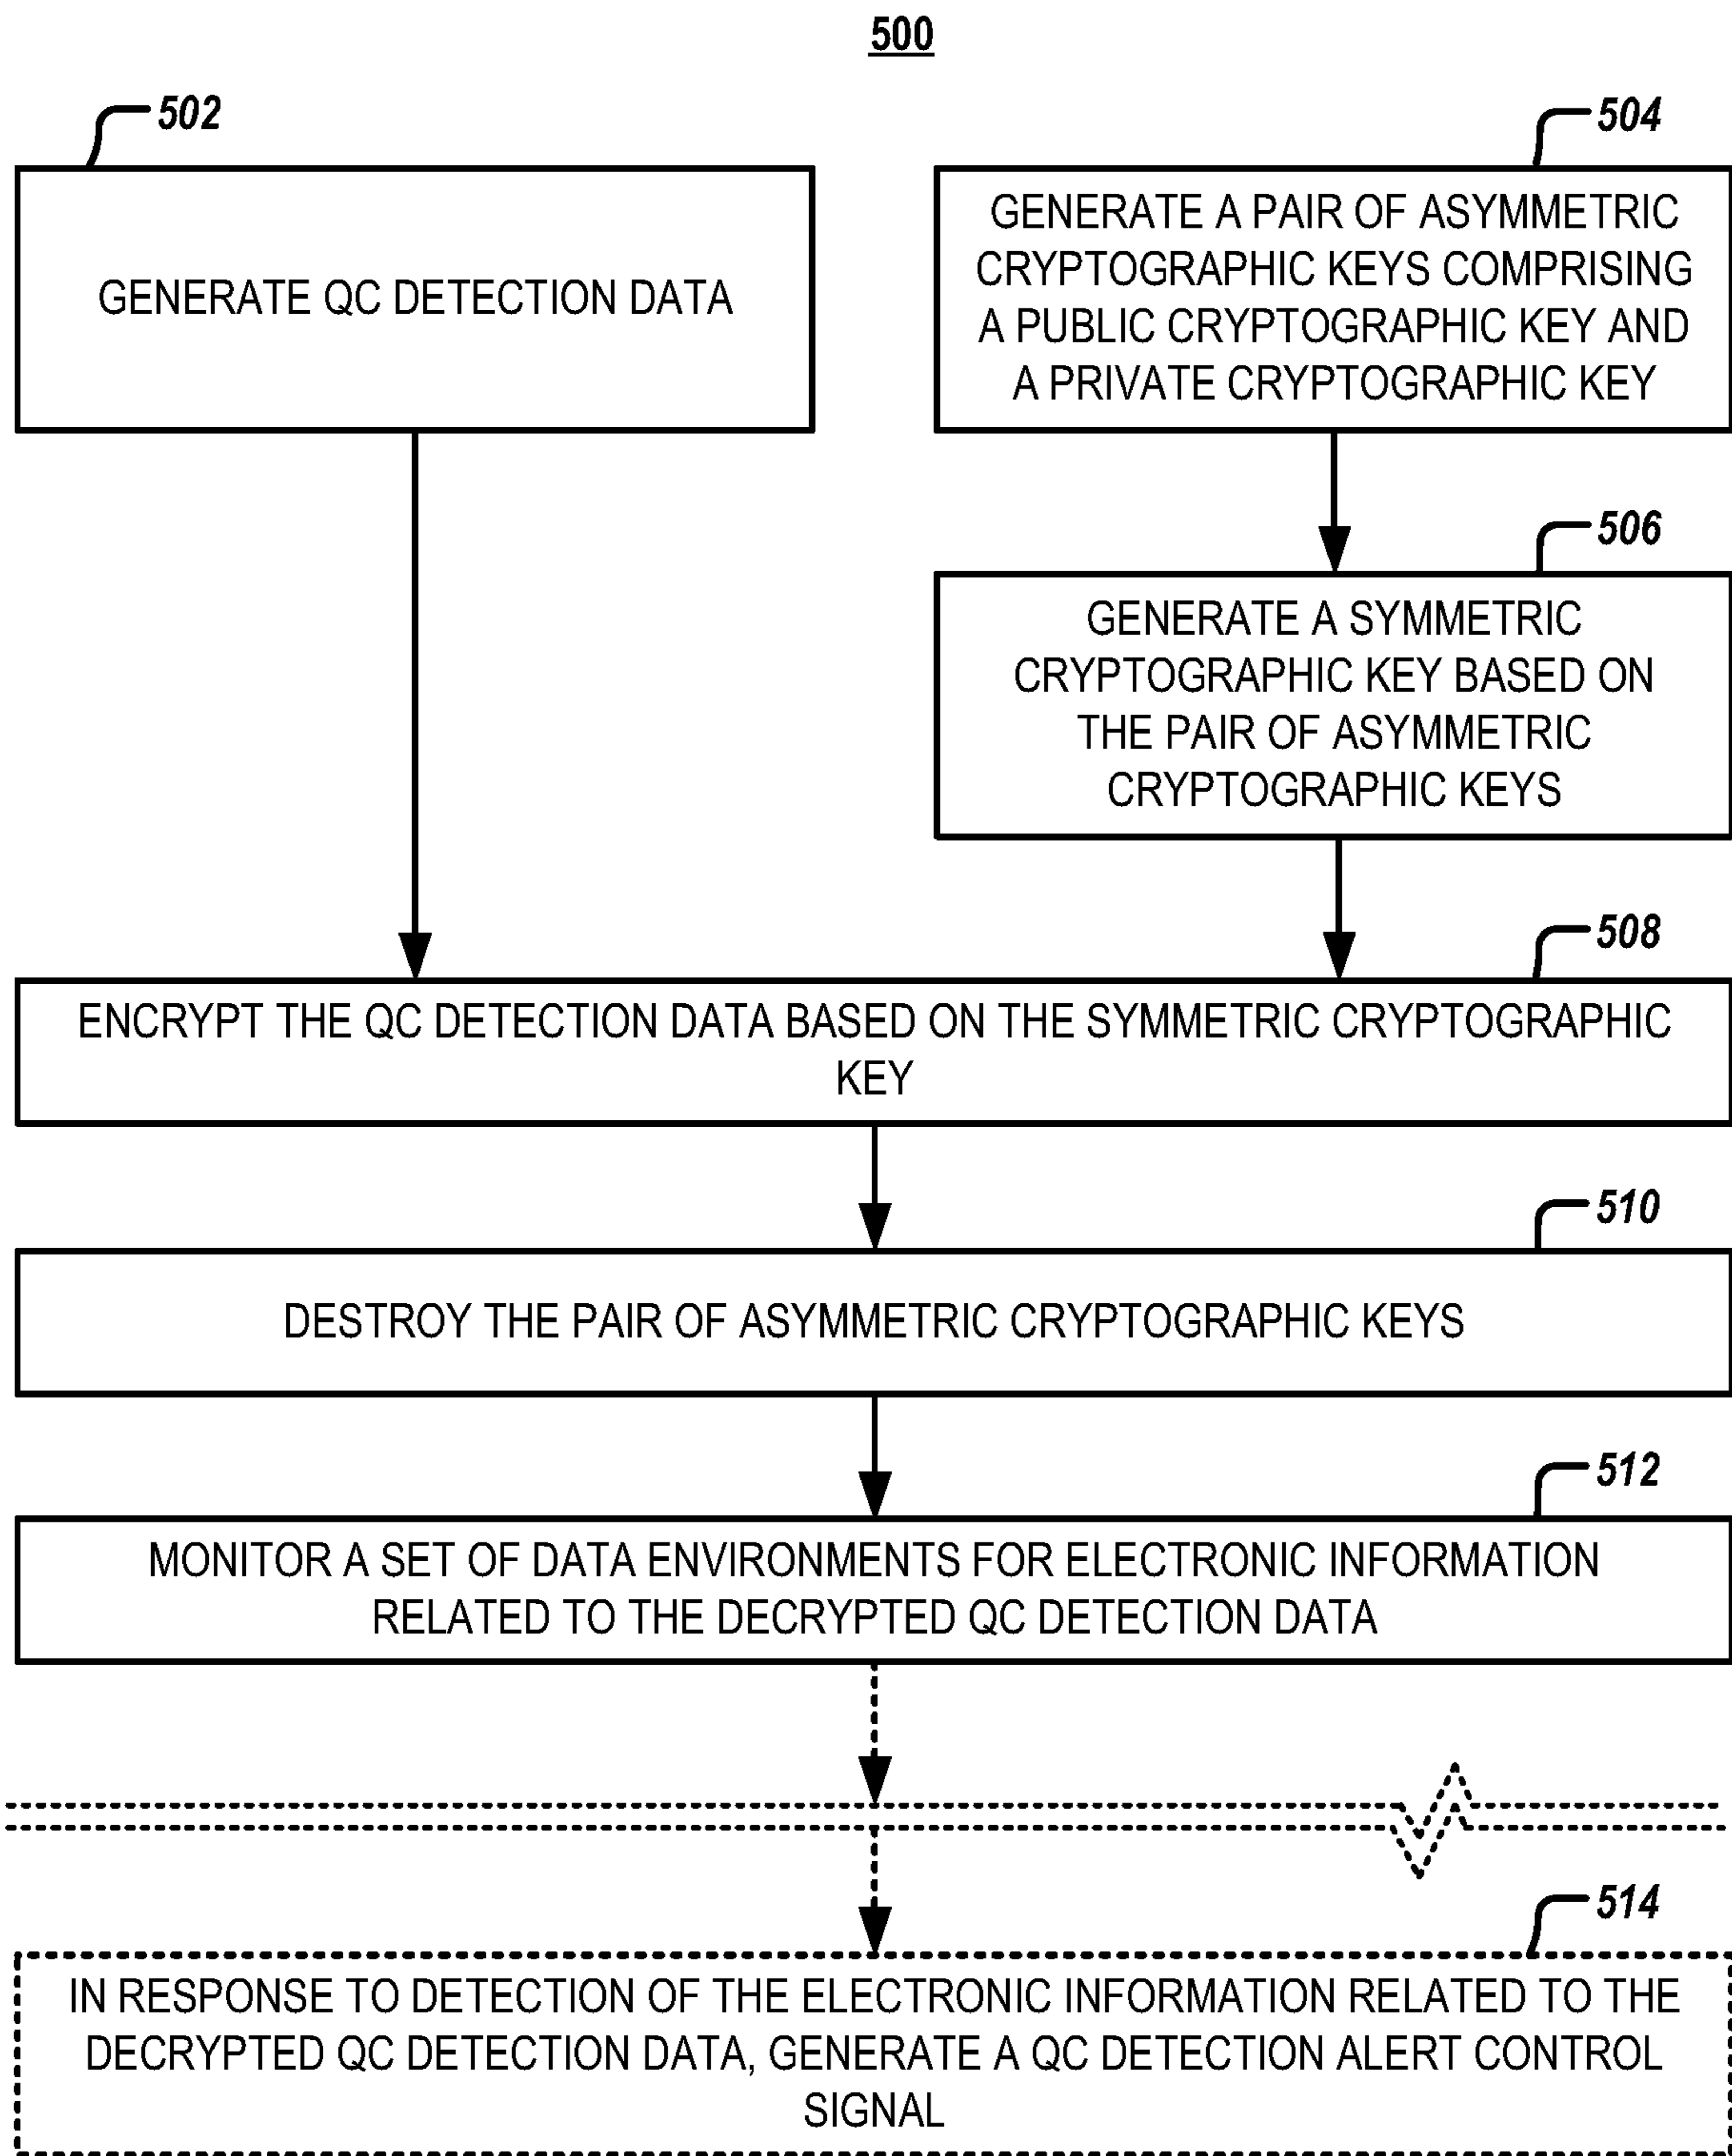 500
502
GENERATE QC DETECTION DATA
504
GENERATE A PAIR OF ASYMMETRIC
CRYPTOGRAPHIC KEYS COMPRISING
A PUBLIC CRYPTOGRAPHIC KEY AND
A PRIVATE CRYPTOGRAPHIC KEY
506
GENERATE A SYMMETRIC
CRYPTOGRAPHIC KEY BASED ON
THE PAIR OF ASYMMETRIC
CRYPTOGRAPHIC KEYS
508
ENCRYPT THE QC DETECTION DATA BASED ON THE SYMMETRIC CRYPTOGRAPHIC
KEY
510
DESTROY THE PAIR OF ASYMMETRIC CRYPTOGRAPHIC KEYS
512
MONITOR A SET OF DATA ENVIRONMENTS FOR ELECTRONIC INFORMATION
RELATED TO THE DECRYPTED QC DETECTION DATA
514
IN RESPONSE TO DETECTION OF THE ELECTRONIC INFORMATION RELATED TO THE
DECRYPTED QC DETECTION DATA, GENERATE A QC DETECTION ALERT CONTROL
SIGNAL